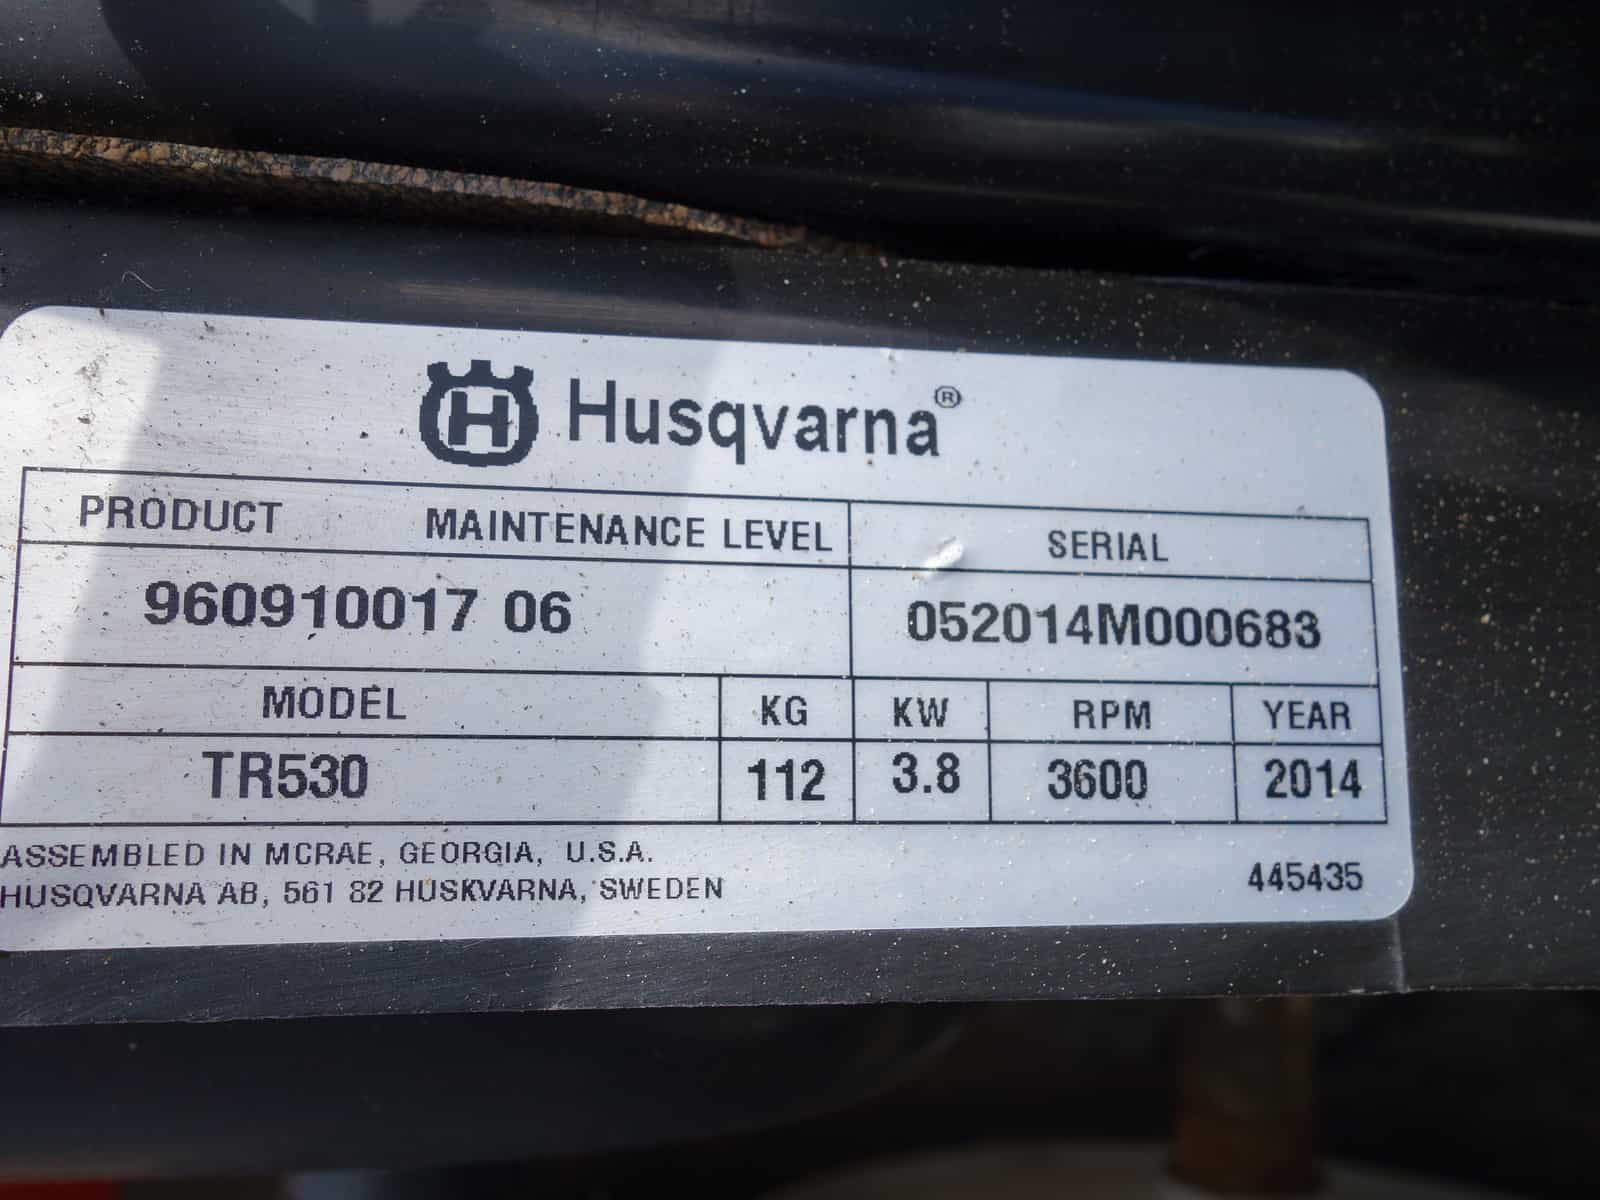 Husqvarna®
PRODUCT MAINTENANCE LEVEL SERIAL
960910017 06 052014M000683
MODEL KG KW RPM YEAR
TR530 112 3.8 3600 2014
ASSEMBLED IN MCRAE, GEORGIA, U.S.A.
HUSQVARNA AB, 561 82 HUSKVARNA, SWEDEN
445435